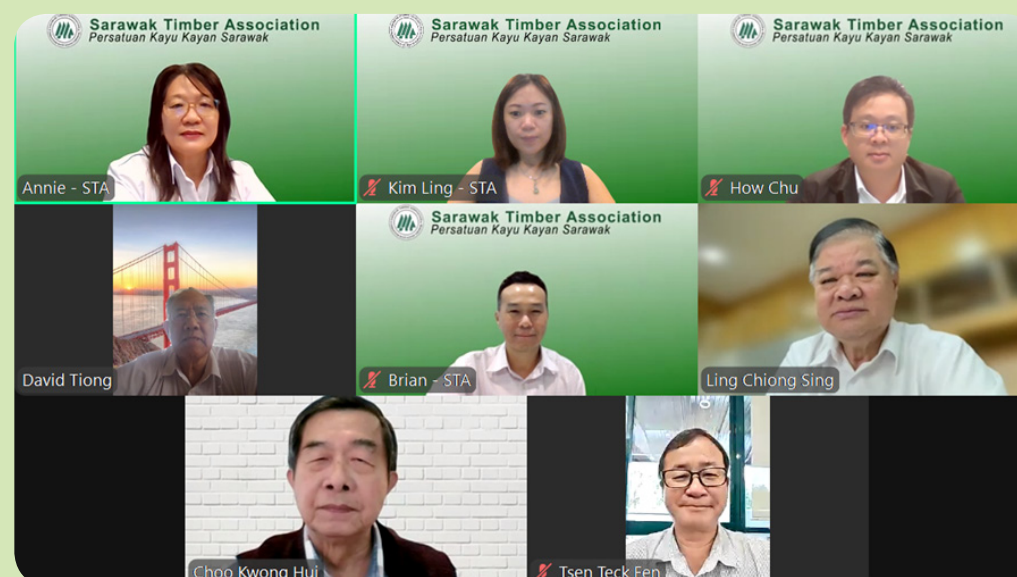 Sarawak Timber Association
Persatuan Kayu Kayan Sarawak
Sarawak Timber Association
Persatuan Kayu Kayan Sarawak
Sarawak Timber Association
Persatuan Kayu Kayan Sarawak
Annie - STA
Kim Ling - STA
How Chu
Sarawak Timber Association
Persatuan Kayu Kayan Sarawak
David Tiong
Brian - STA
Ling Chiong Sing
Choo Kwong Hui
Tsen Teck Fen